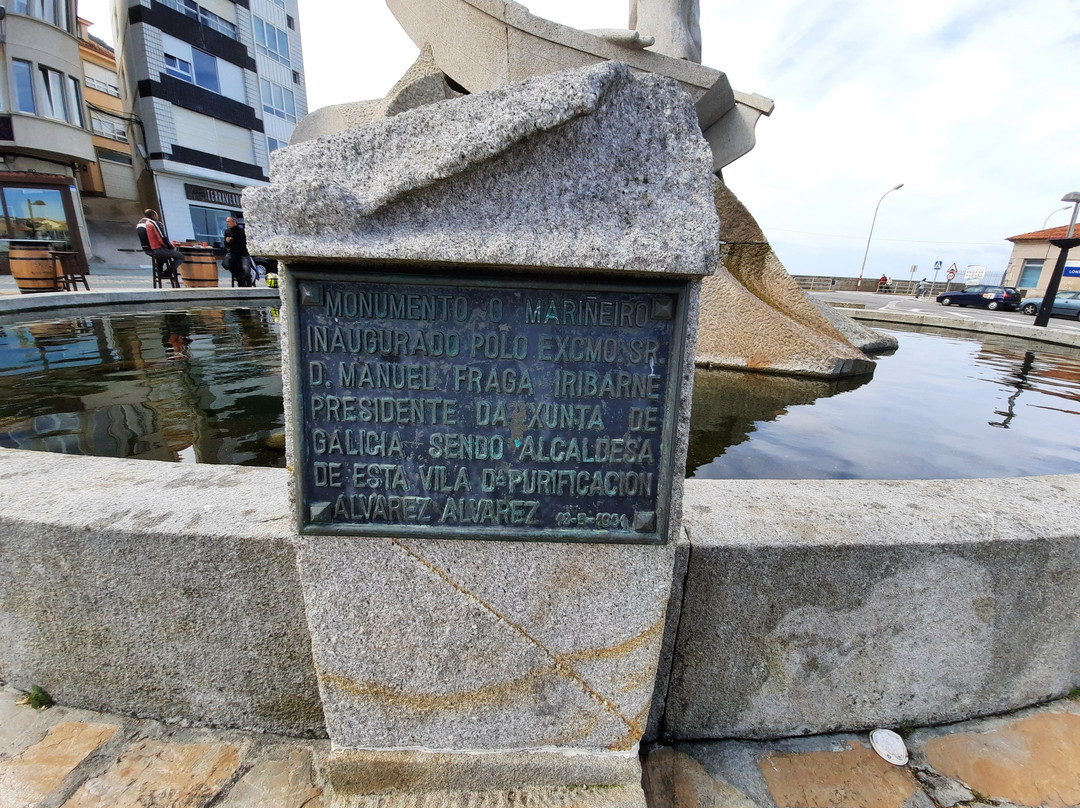 MONUMENTO O MARIÑEIRO
INAUGURADO POLO EXCMO. SR.
D. MANUEL FRAGA IRIBARNE
PRESIDENTE DA XUNTA DE
GALICIA. SENDO ALCALDESA
DE ESTA VILA Dª PURIFICACION
ALVAREZ ALVAREZ